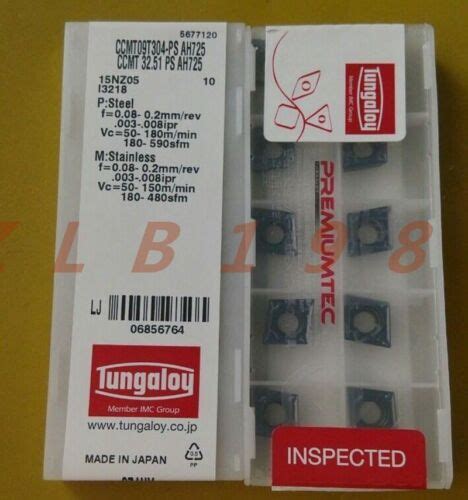 5677120
CCMT09T304-PS AH725
CCMT 32.51 PS AH725
15NZ05 10
I3218
P:Steel
f=0.08- 0.2mm/rev
.003-.008ipr
Vc=50- 180m/min
180- 590sfm
M:Stainless
f=0.08- 0.2mm/rev
.003-.008ipr
Vc=50- 150m/min
180- 480sfm
ZLB198
LJ
06856764
Tungaloy
Member IMC Group
www.tungaloy.co.jp
MADE IN JAPAN
PP
Tungaloy
Member IMC Group
PREMIUMTEC
INSPECTED